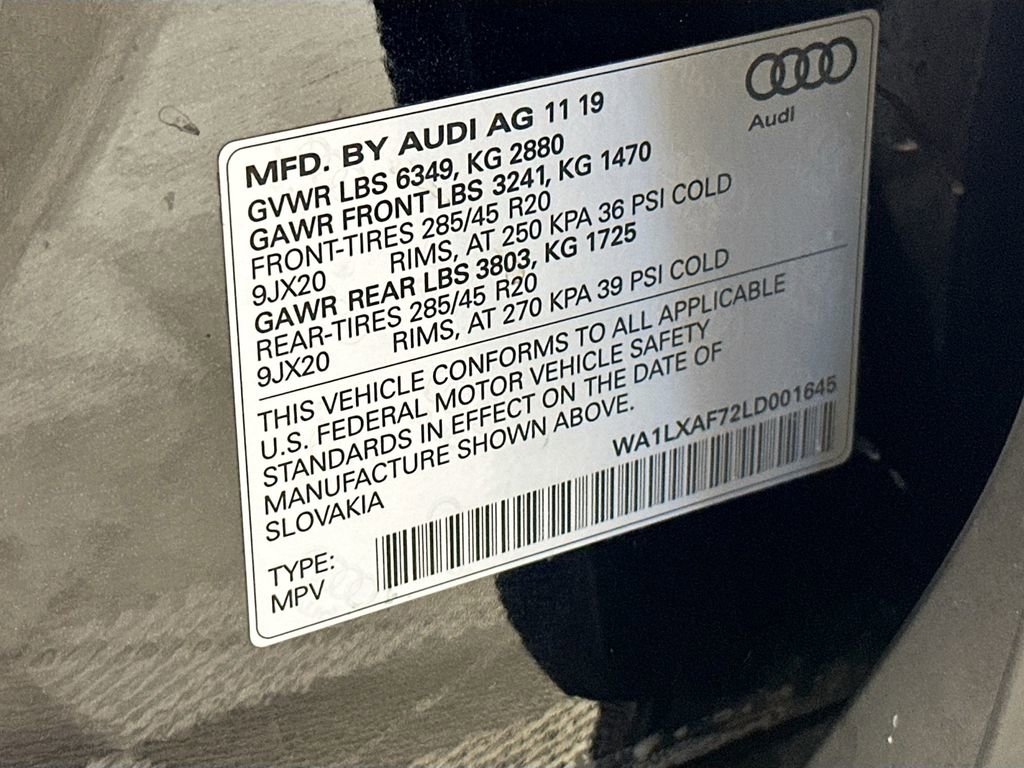 Audi
MFD. BY AUDI AG 11 19
GVWR LBS 6349, KG 2880
GAWR FRONT LBS 3241, KG 1470
FRONT-TIRES 285/45 R20
9JX20 RIMS, AT 250 KPA 36 PSI COLD
GAWR REAR LBS 3803, KG 1725
REAR-TIRES 285/45 R20
9JX20 RIMS, AT 270 KPA 39 PSI COLD
THIS VEHICLE CONFORMS TO ALL APPLICABLE
U.S. FEDERAL MOTOR VEHICLE SAFETY
STANDARDS IN EFFECT ON THE DATE OF
MANUFACTURE SHOWN ABOVE.
SLOVAKIA
WA1LXAF72LD001645
TYPE:
MPV